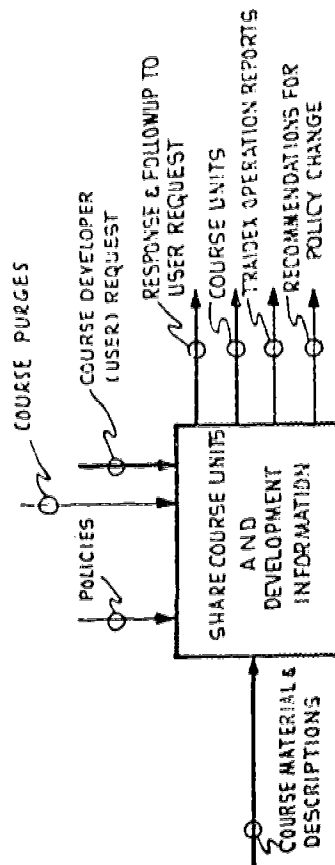 COURSE PURGES
COURSE DEVELOPER
(USER) REQUEST
POLICIES
RESPONSE & FOLLOWUP TO
USER REQUEST
COURSE UNITS
TRAIDEX OPERATION REPORTS
RECOMMENDATIONS FOR
POLICY CHANGE
SHARE COURSE UNITS
AND
DEVELOPMENT
INFORMATION
COURSE MATERIAL &
DESCRIPTIONS